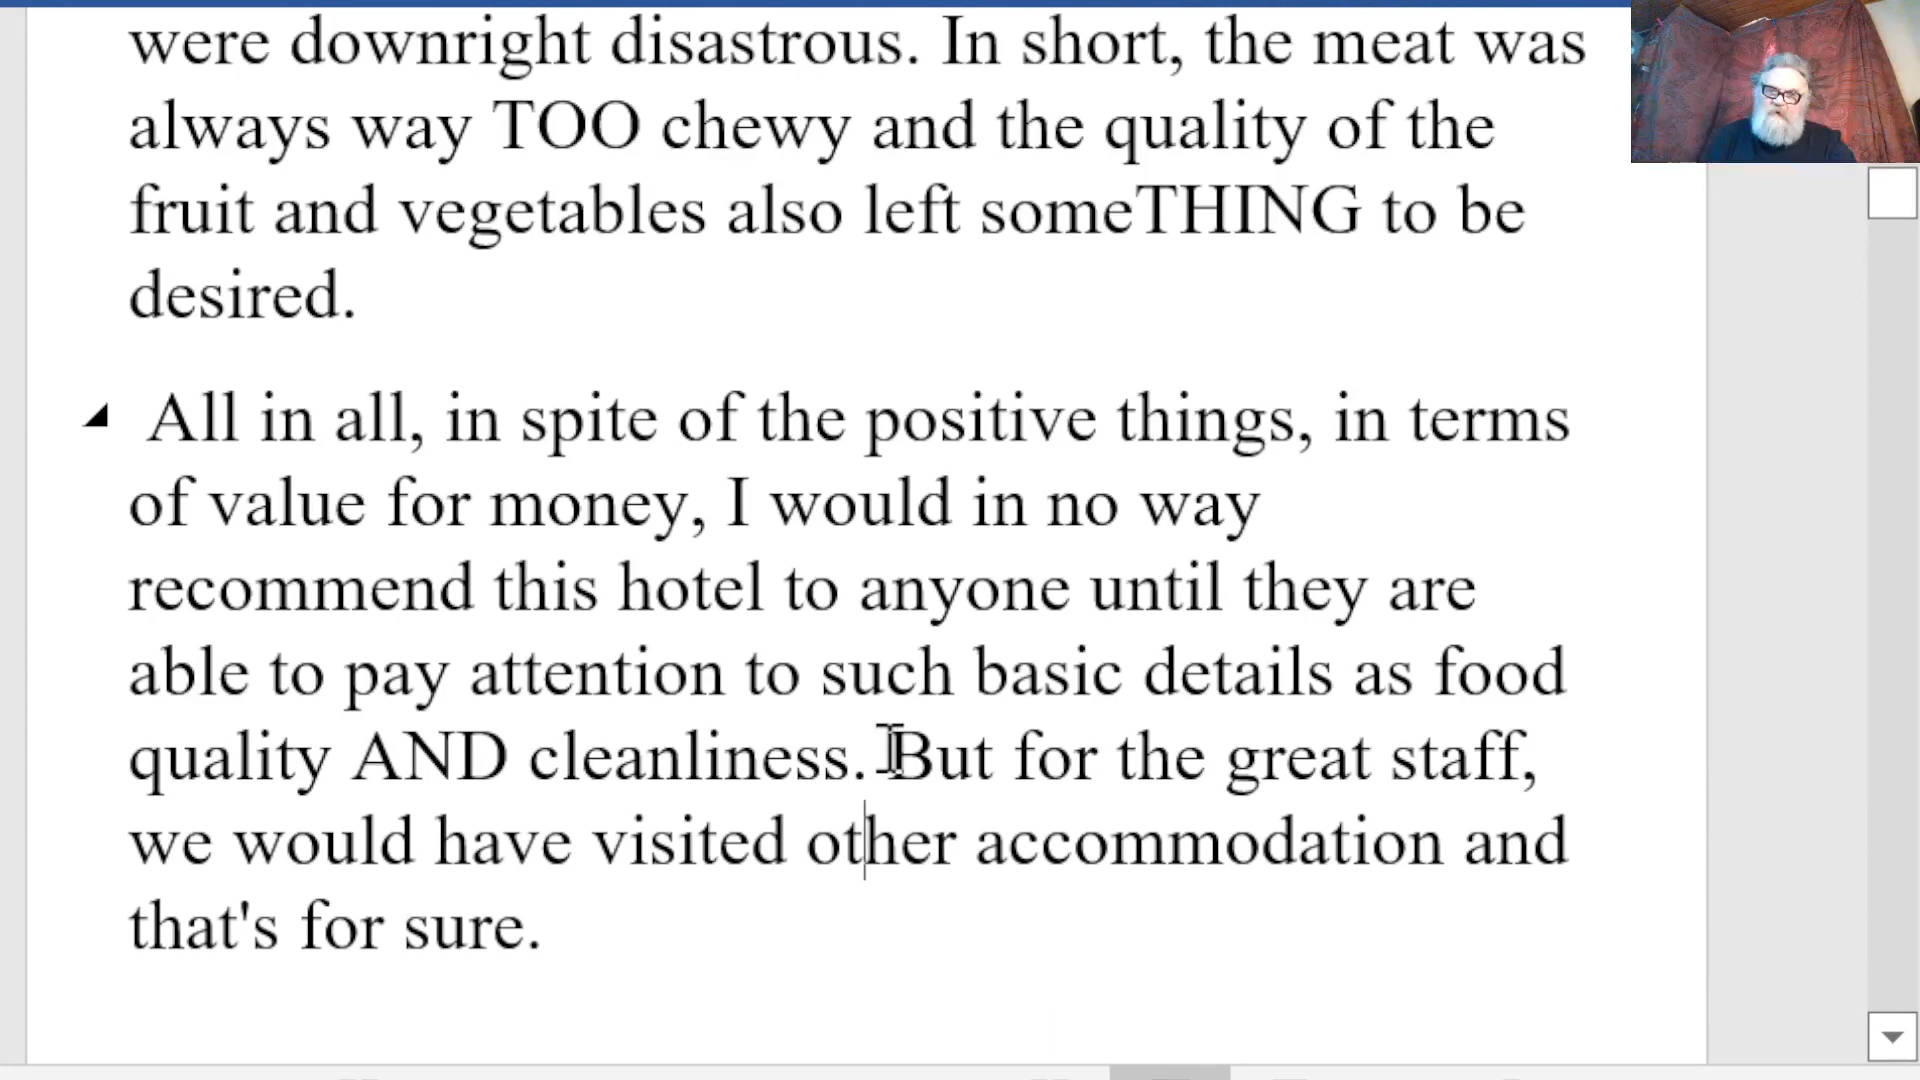 were downright disastrous. In short, the meat was
always way TOO chewy and the quality of the
fruit and vegetables also left someTHING to be
desired.
All in all, in spite of the positive things, in terms
of value for money, I would in no way
recommend this hotel to anyone until they are
able to pay attention to such basic details as food
quality AND cleanliness. But for the great staff,
we would have visited other accommodation and
that's for sure.